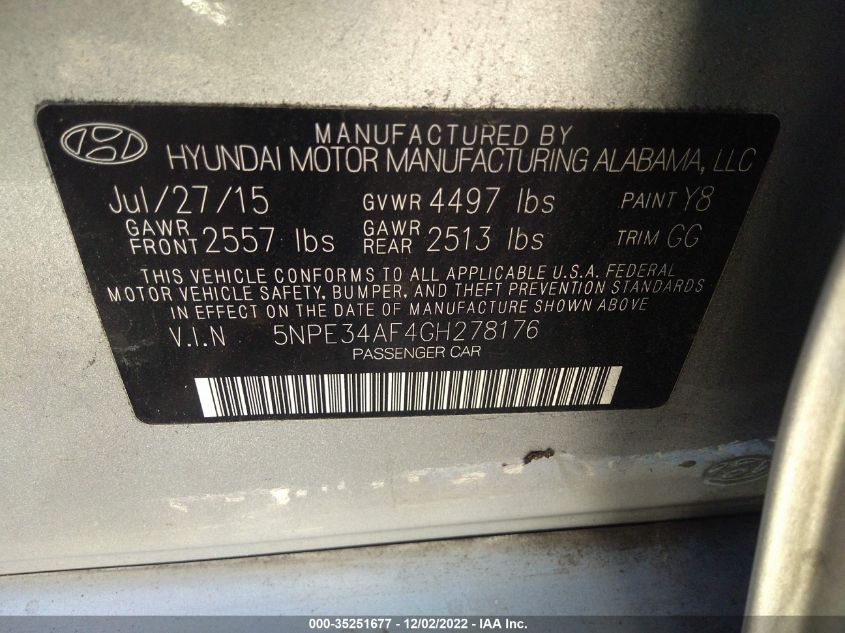 MANUFACTURED BY
HYUNDAI MOTOR MANUFACTURING ALABAMA, LLC
Jul/27/15 GVWR 4497 lbs PAINT Y8
GAWR FRONT 2557 lbs GAWR REAR 2513 lbs TRIM GG
THIS VEHICLE CONFORMS TO ALL APPLICABLE U.S.A. FEDERAL
MOTOR VEHICLE SAFETY, BUMPER, AND THEFT PREVENTION STANDARDS
IN EFFECT ON THE DATE OF MANUFACTURE SHOWN ABOVE
V.I.N 5NPE34AF4GH278176
PASSENGER CAR
000-35251677 - 12/02/2022 - IAA Inc.